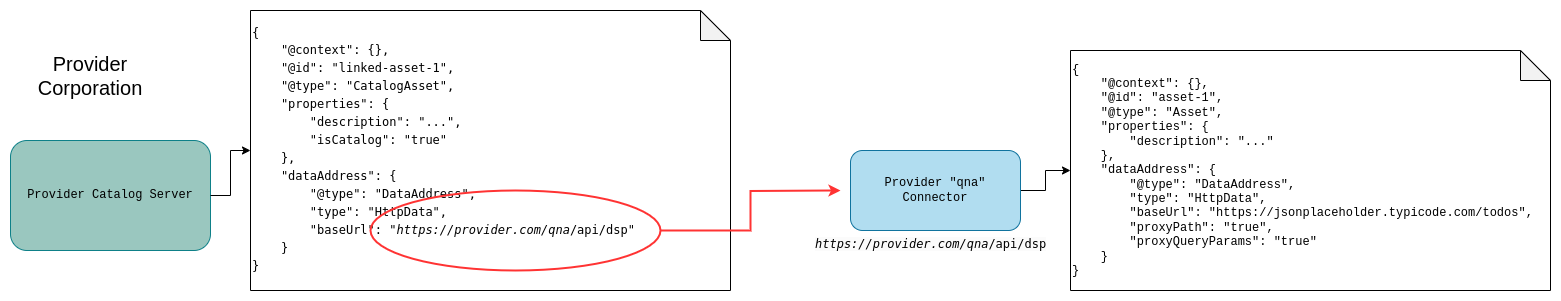 Provider
Corporation
Provider Catalog Server
{
    "@context": {},
    "@id": "linked-asset-1",
    "@type": "CatalogAsset",
    "properties": {
        "description": "...",
        "isCatalog": "true"
    },
    "dataAddress": {
        "@type": "DataAddress",
        "type": "HttpData",
        "baseUrl": "https://provider.com/qna/api/dsp"
    }
}
Provider "qna"
Connector
https://provider.com/qna/api/dsp
{
    "@context": {},
    "@id": "asset-1",
    "@type": "Asset",
    "properties": {
        "description": "..."
    },
    "dataAddress": {
        "@type": "DataAddress",
        "type": "HttpData",
        "baseUrl": "https://jsonplaceholder.typicode.com/todos",
        "proxyPath": "true",
        "proxyQueryParams": "true"
    }
}